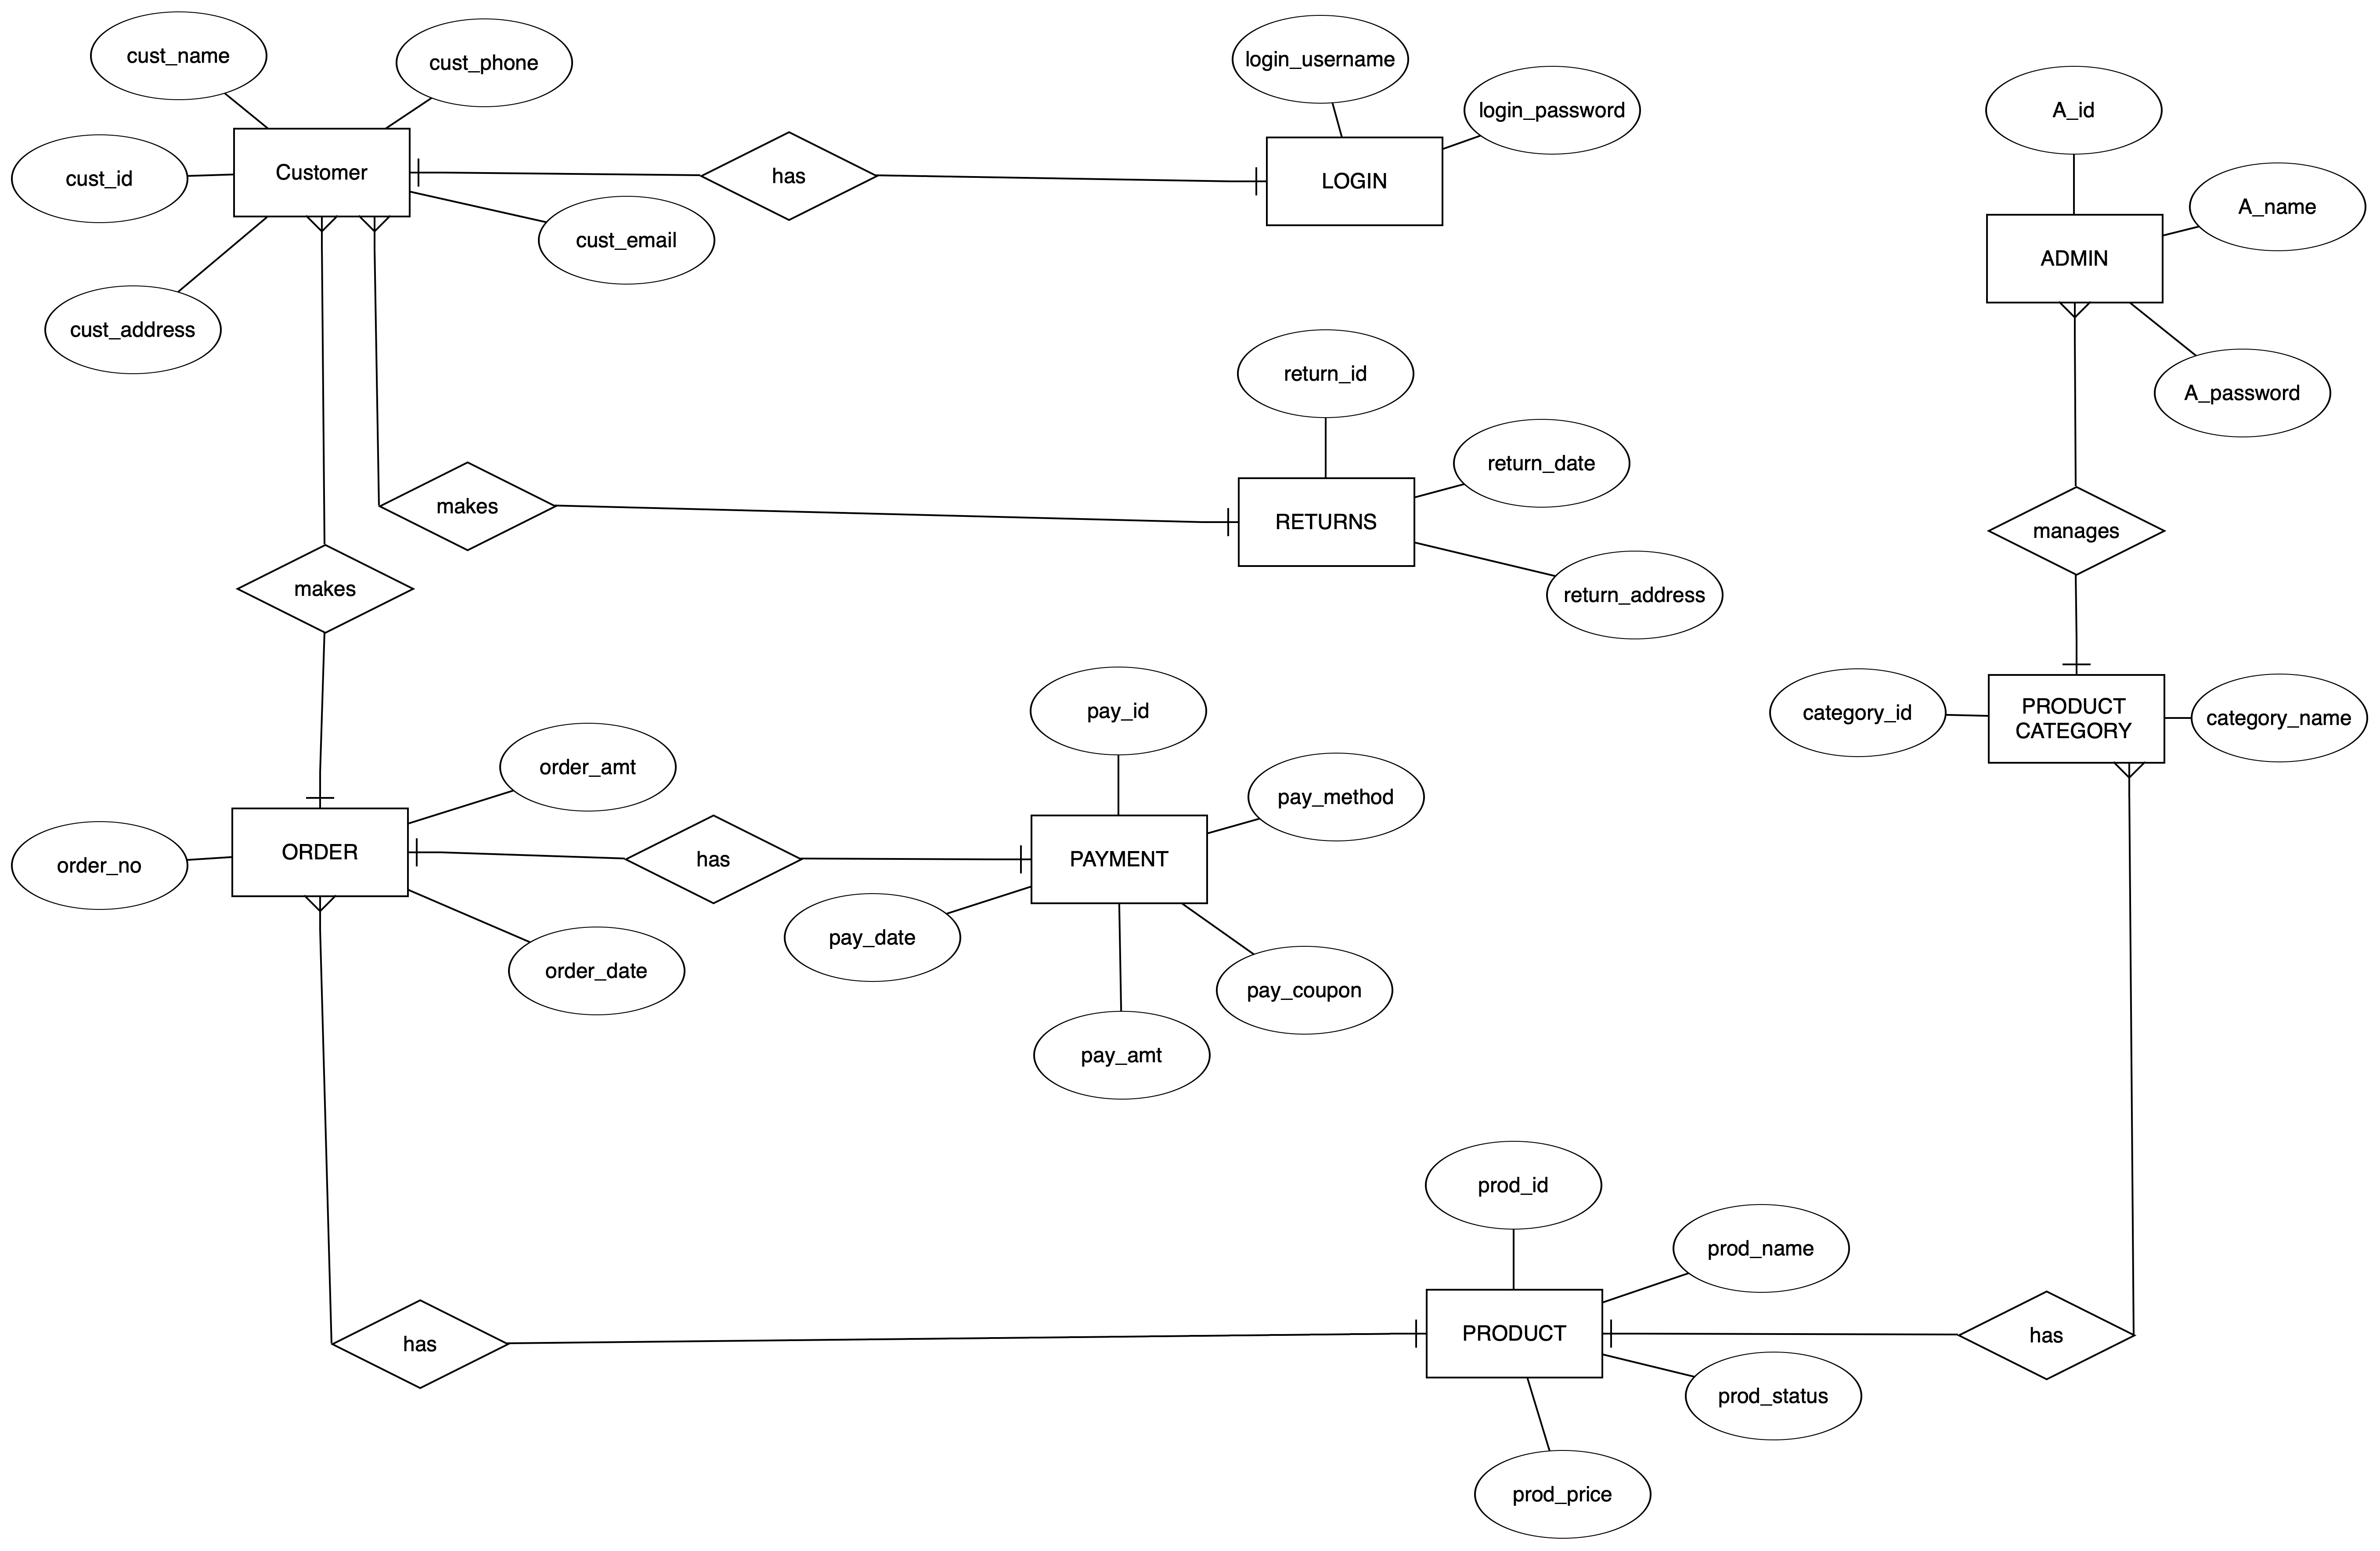 cust_name
cust_phone
login_username
login_password
A_id
cust_id
Customer
has
LOGIN
A_name
cust_email
ADMIN
cust_address
return_id
A_password
return_date
makes
RETURNS
manages
makes
return_address
pay_id
category_id
PRODUCT
CATEGORY
category_name
order_amt
pay_method
order_no
ORDER
has
PAYMENT
pay_date
order_date
pay_coupon
pay_amt
prod_id
prod_name
has
PRODUCT
has
prod_status
prod_price